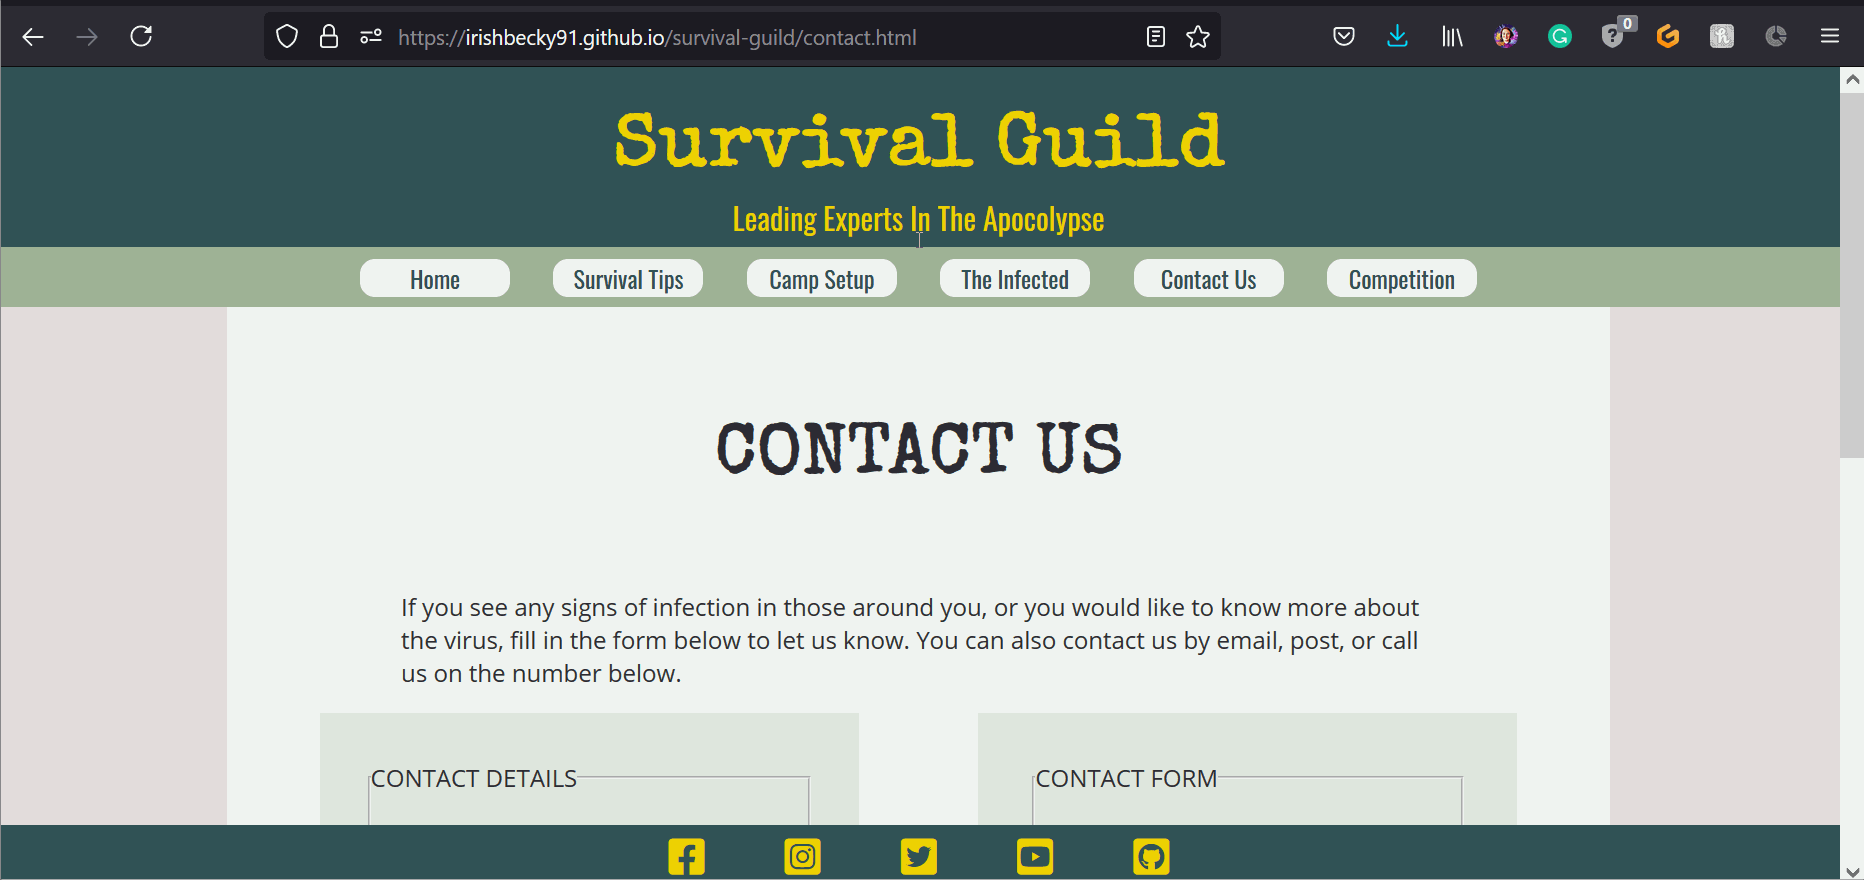 https://irishbecky91.github.io/survival-guild/contact.html
0
Survival Guild
Leading Experts In The Apocolypse
Home Survival Tips Camp Setup The Infected Contact Us Competition
CONTACT US
If you see any signs of infection in those around you, or you would like to know more about
the virus, fill in the form below to let us know. You can also contact us by email, post, or call
us on the number below.
CONTACT DETAILS CONTACT FORM